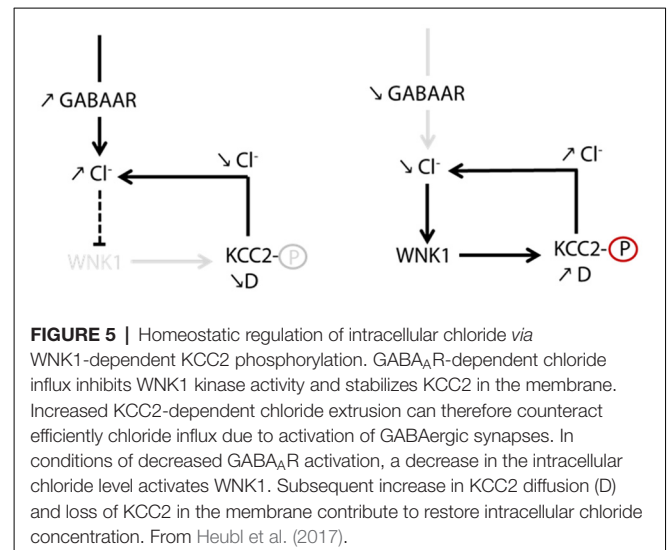 ↗ GABAAR
↘ GABAAR
↗ Cl-
↘ Cl-
↘ Cl-
↗ Cl-
WNK1
KCC2-P
↘D
WNK1
KCC2-P
↗ D
FIGURE 5 | Homeostatic regulation of intracellular chloride via
WNK1-dependent KCC2 phosphorylation. GABAAR-dependent chloride
influx inhibits WNK1 kinase activity and stabilizes KCC2 in the membrane.
Increased KCC2-dependent chloride extrusion can therefore counteract
efficiently chloride influx due to activation of GABAergic synapses. In
conditions of decreased GABAAR activation, a decrease in the intracellular
chloride level activates WNK1. Subsequent increase in KCC2 diffusion (D)
and loss of KCC2 in the membrane contribute to restore intracellular chloride
concentration. From Heubl et al. (2017).